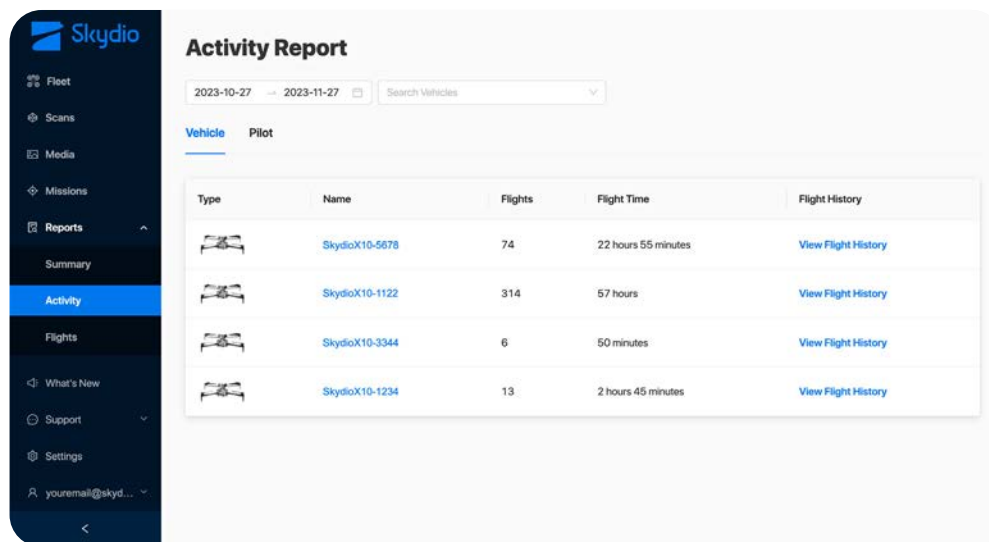 Skydio
Fleet
Scans
Media
Missions
Reports
Summary
Activity
Flights
What's New
Support
Settings
youremail@skyd...
Activity Report
2023-10-27 → 2023-11-27 Search Vehicles
Vehicle Pilot
Type Name Flights Flight Time Flight History
SkydioX10-5678 74 22 hours 55 minutes View Flight History
SkydioX10-1122 314 57 hours View Flight History
SkydioX10-3344 6 50 minutes View Flight History
SkydioX10-1234 13 2 hours 45 minutes View Flight History